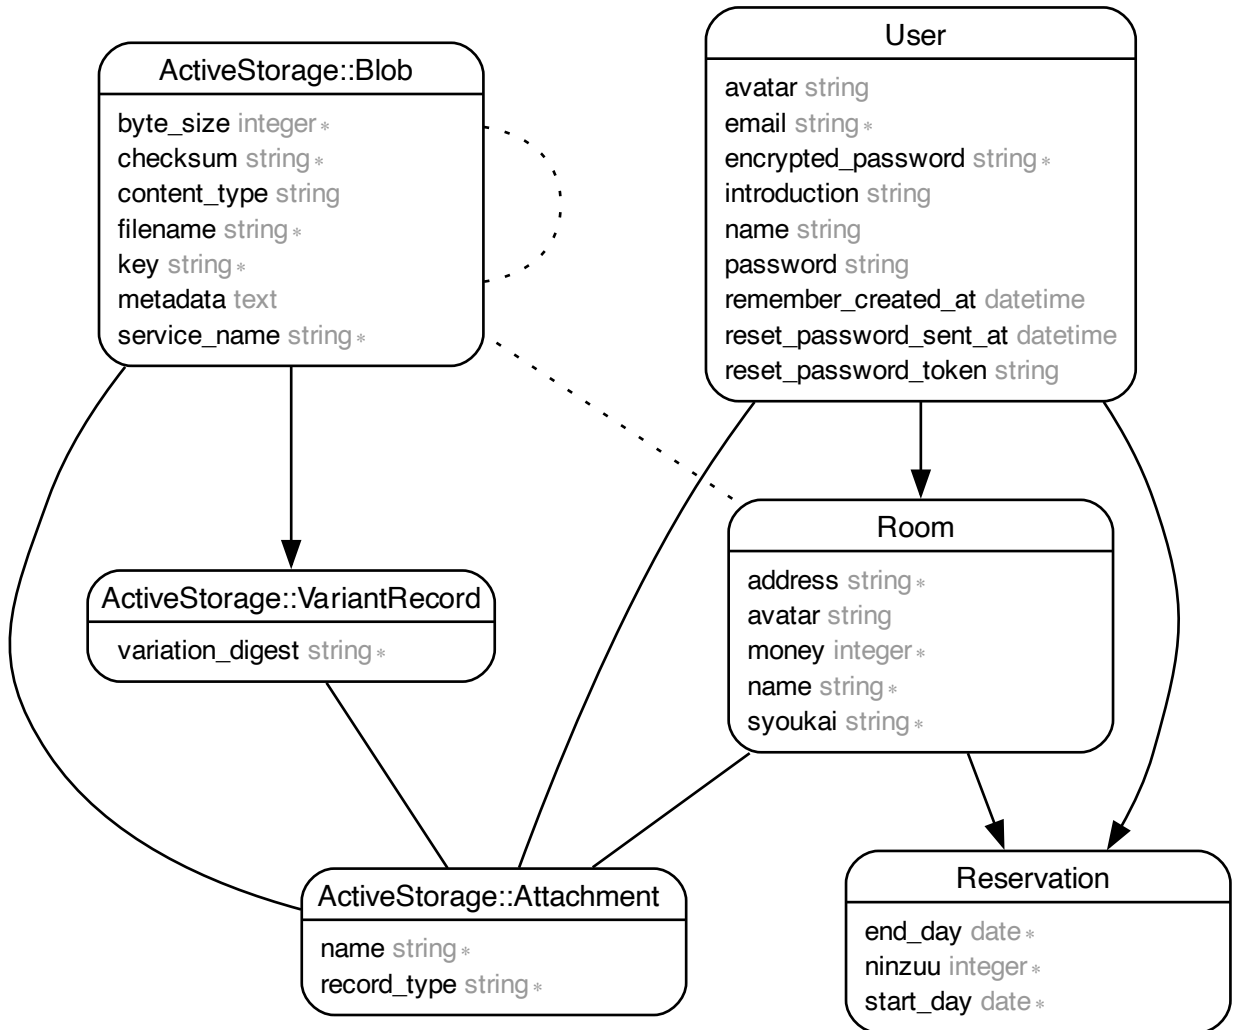 ActiveStorage::Blob
byte_size integer *
checksum string *
content_type string
filename string *
key string *
metadata text
service_name string *
User
avatar string
email string *
encrypted_password string *
introduction string
name string
password string
remember_created_at datetime
reset_password_sent_at datetime
reset_password_token string
ActiveStorage::VariantRecord
variation_digest string *
Room
address string *
avatar string
money integer *
name string *
syoukai string *
ActiveStorage::Attachment
name string *
record_type string *
Reservation
end_day date *
ninzuu integer *
start_day date *